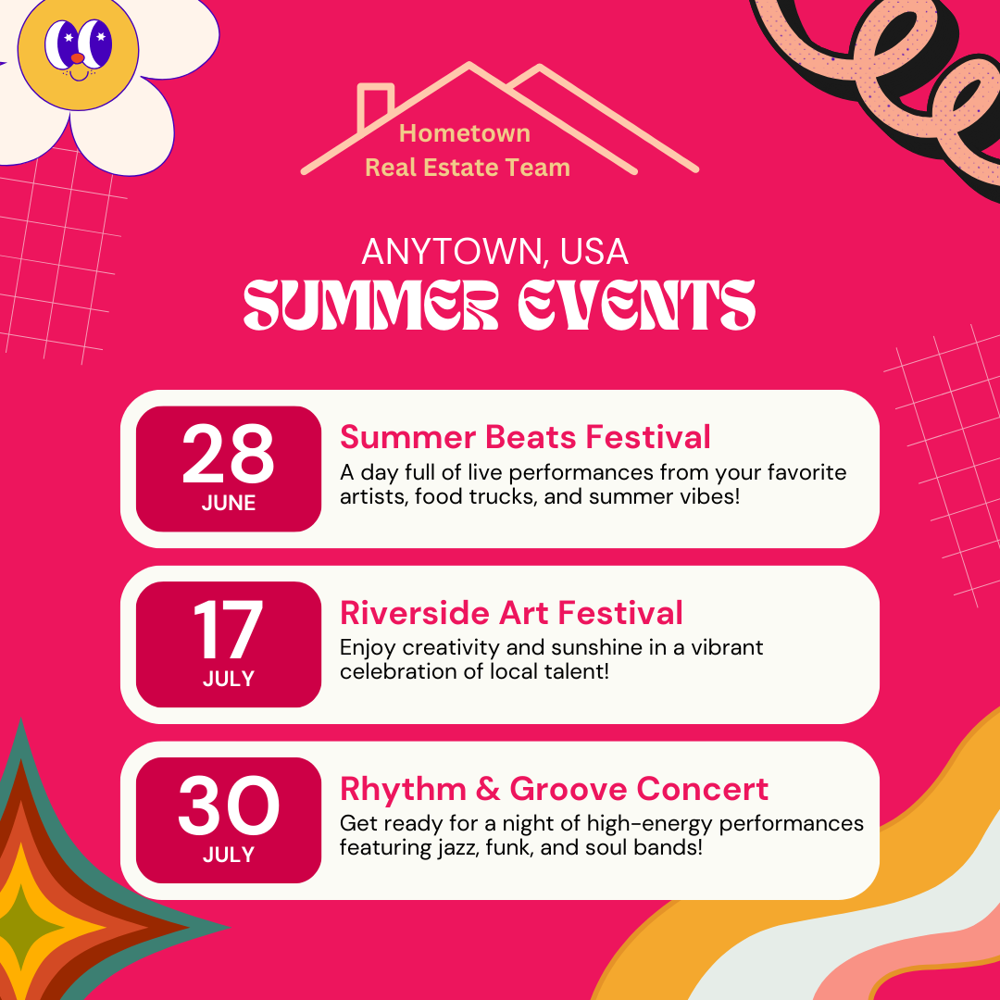 Hometown
Real Estate Team
ANYTOWN, USA
SUMMER EVENTS
28
JUNE
Summer Beats Festival
A day full of live performances from your favorite
artists, food trucks, and summer vibes!
17
JULY
Riverside Art Festival
Enjoy creativity and sunshine in a vibrant
celebration of local talent!
30
JULY
Rhythm & Groove Concert
Get ready for a night of high-energy performances
featuring jazz, funk, and soul bands!